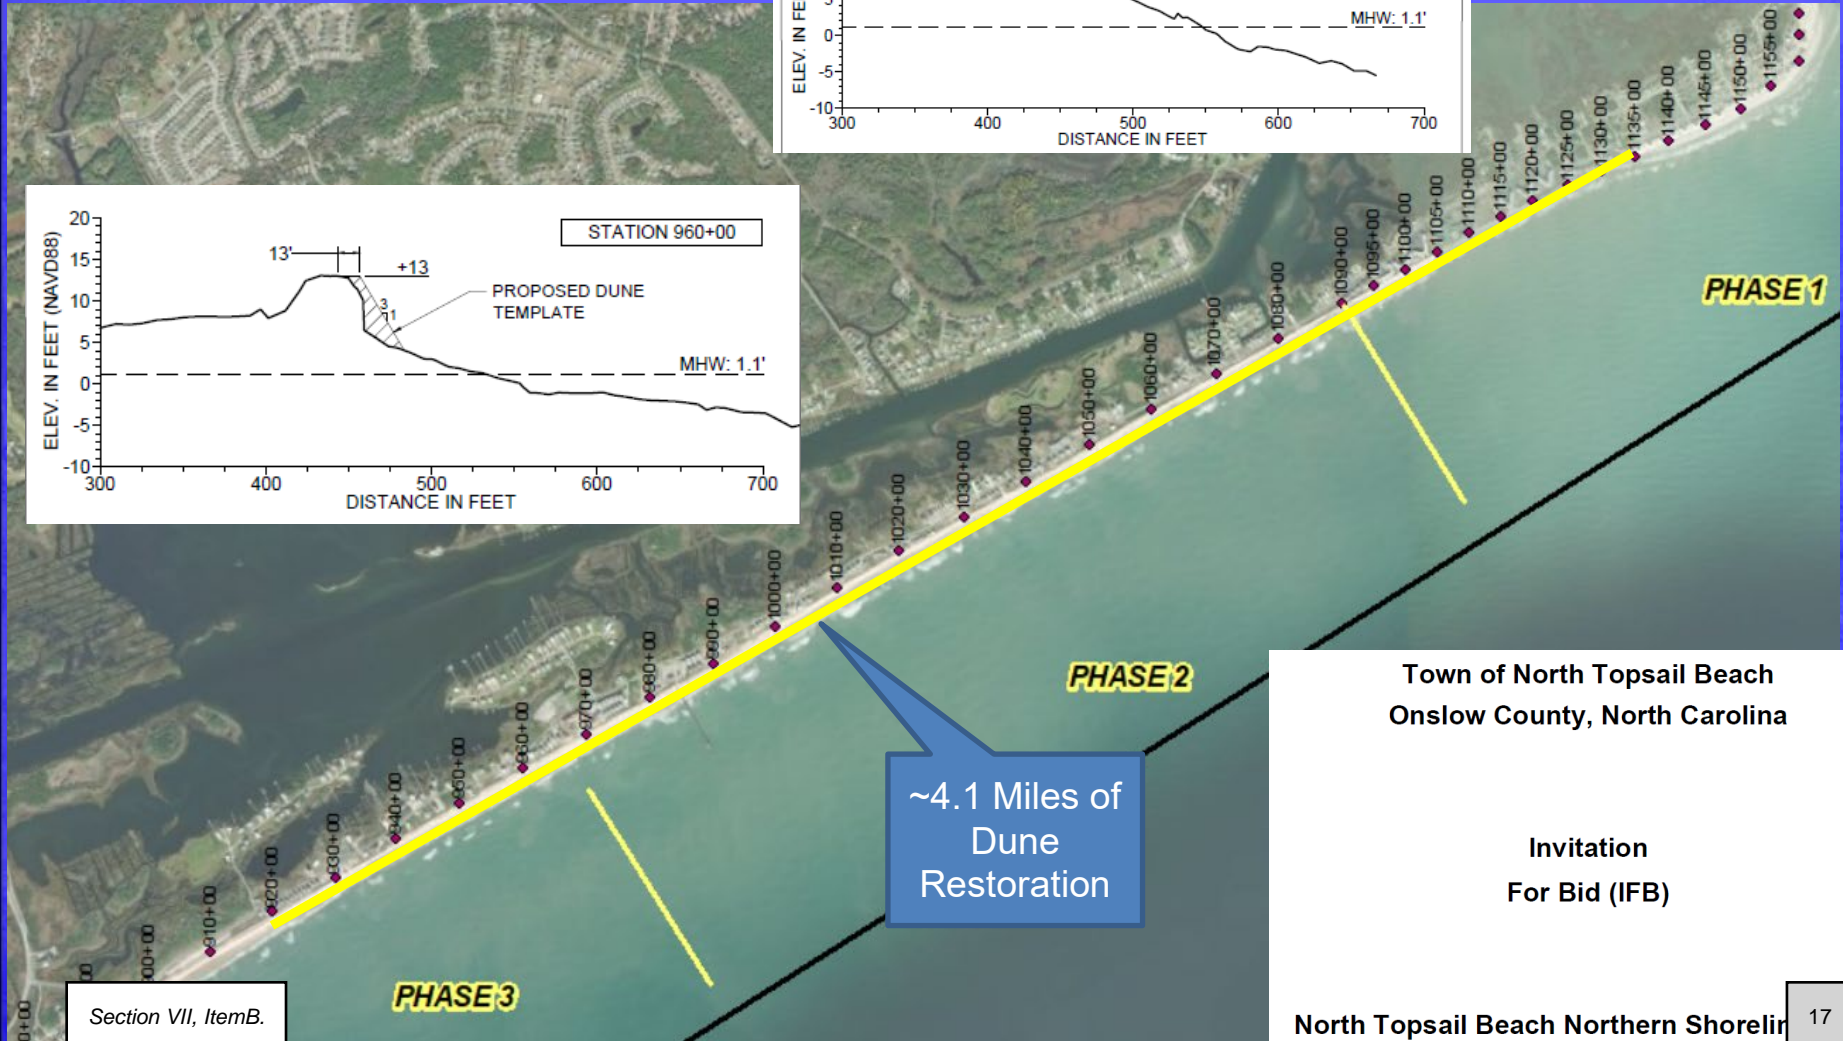 5
0
-5
-10
ELEV. IN FE
MHW: 1.1'
300 400 500 600 700
DISTANCE IN FEET
STATION 960+00
20
15
10
5
0
-5
-10
ELEV. IN FEET (NAVD88)
13'
+13
3
1
PROPOSED DUNE
TEMPLATE
MHW: 1.1'
300 400 500 600 700
DISTANCE IN FEET
0+00
00
00+00
910+00
920+00
930+00
940+00
950+00
960+00
970+00
980+00
990+00
1000+00
1010+00
1020+00
1030+00
1040+00
1050+00
1060+00
1070+00
1080+00
1090+00
1095+00
1100+00
1105+00
1110+00
1115+00
1120+00
1125+00
1130+00
1135+00
1140+00
1145+00
1150+00
1155+00
PHASE 1
PHASE 2
PHASE 3
~4.1 Miles of
Dune
Restoration
Town of North Topsail Beach
Onslow County, North Carolina
Invitation
For Bid (IFB)
North Topsail Beach Northern Shorelin
Section VII, ItemB.
17